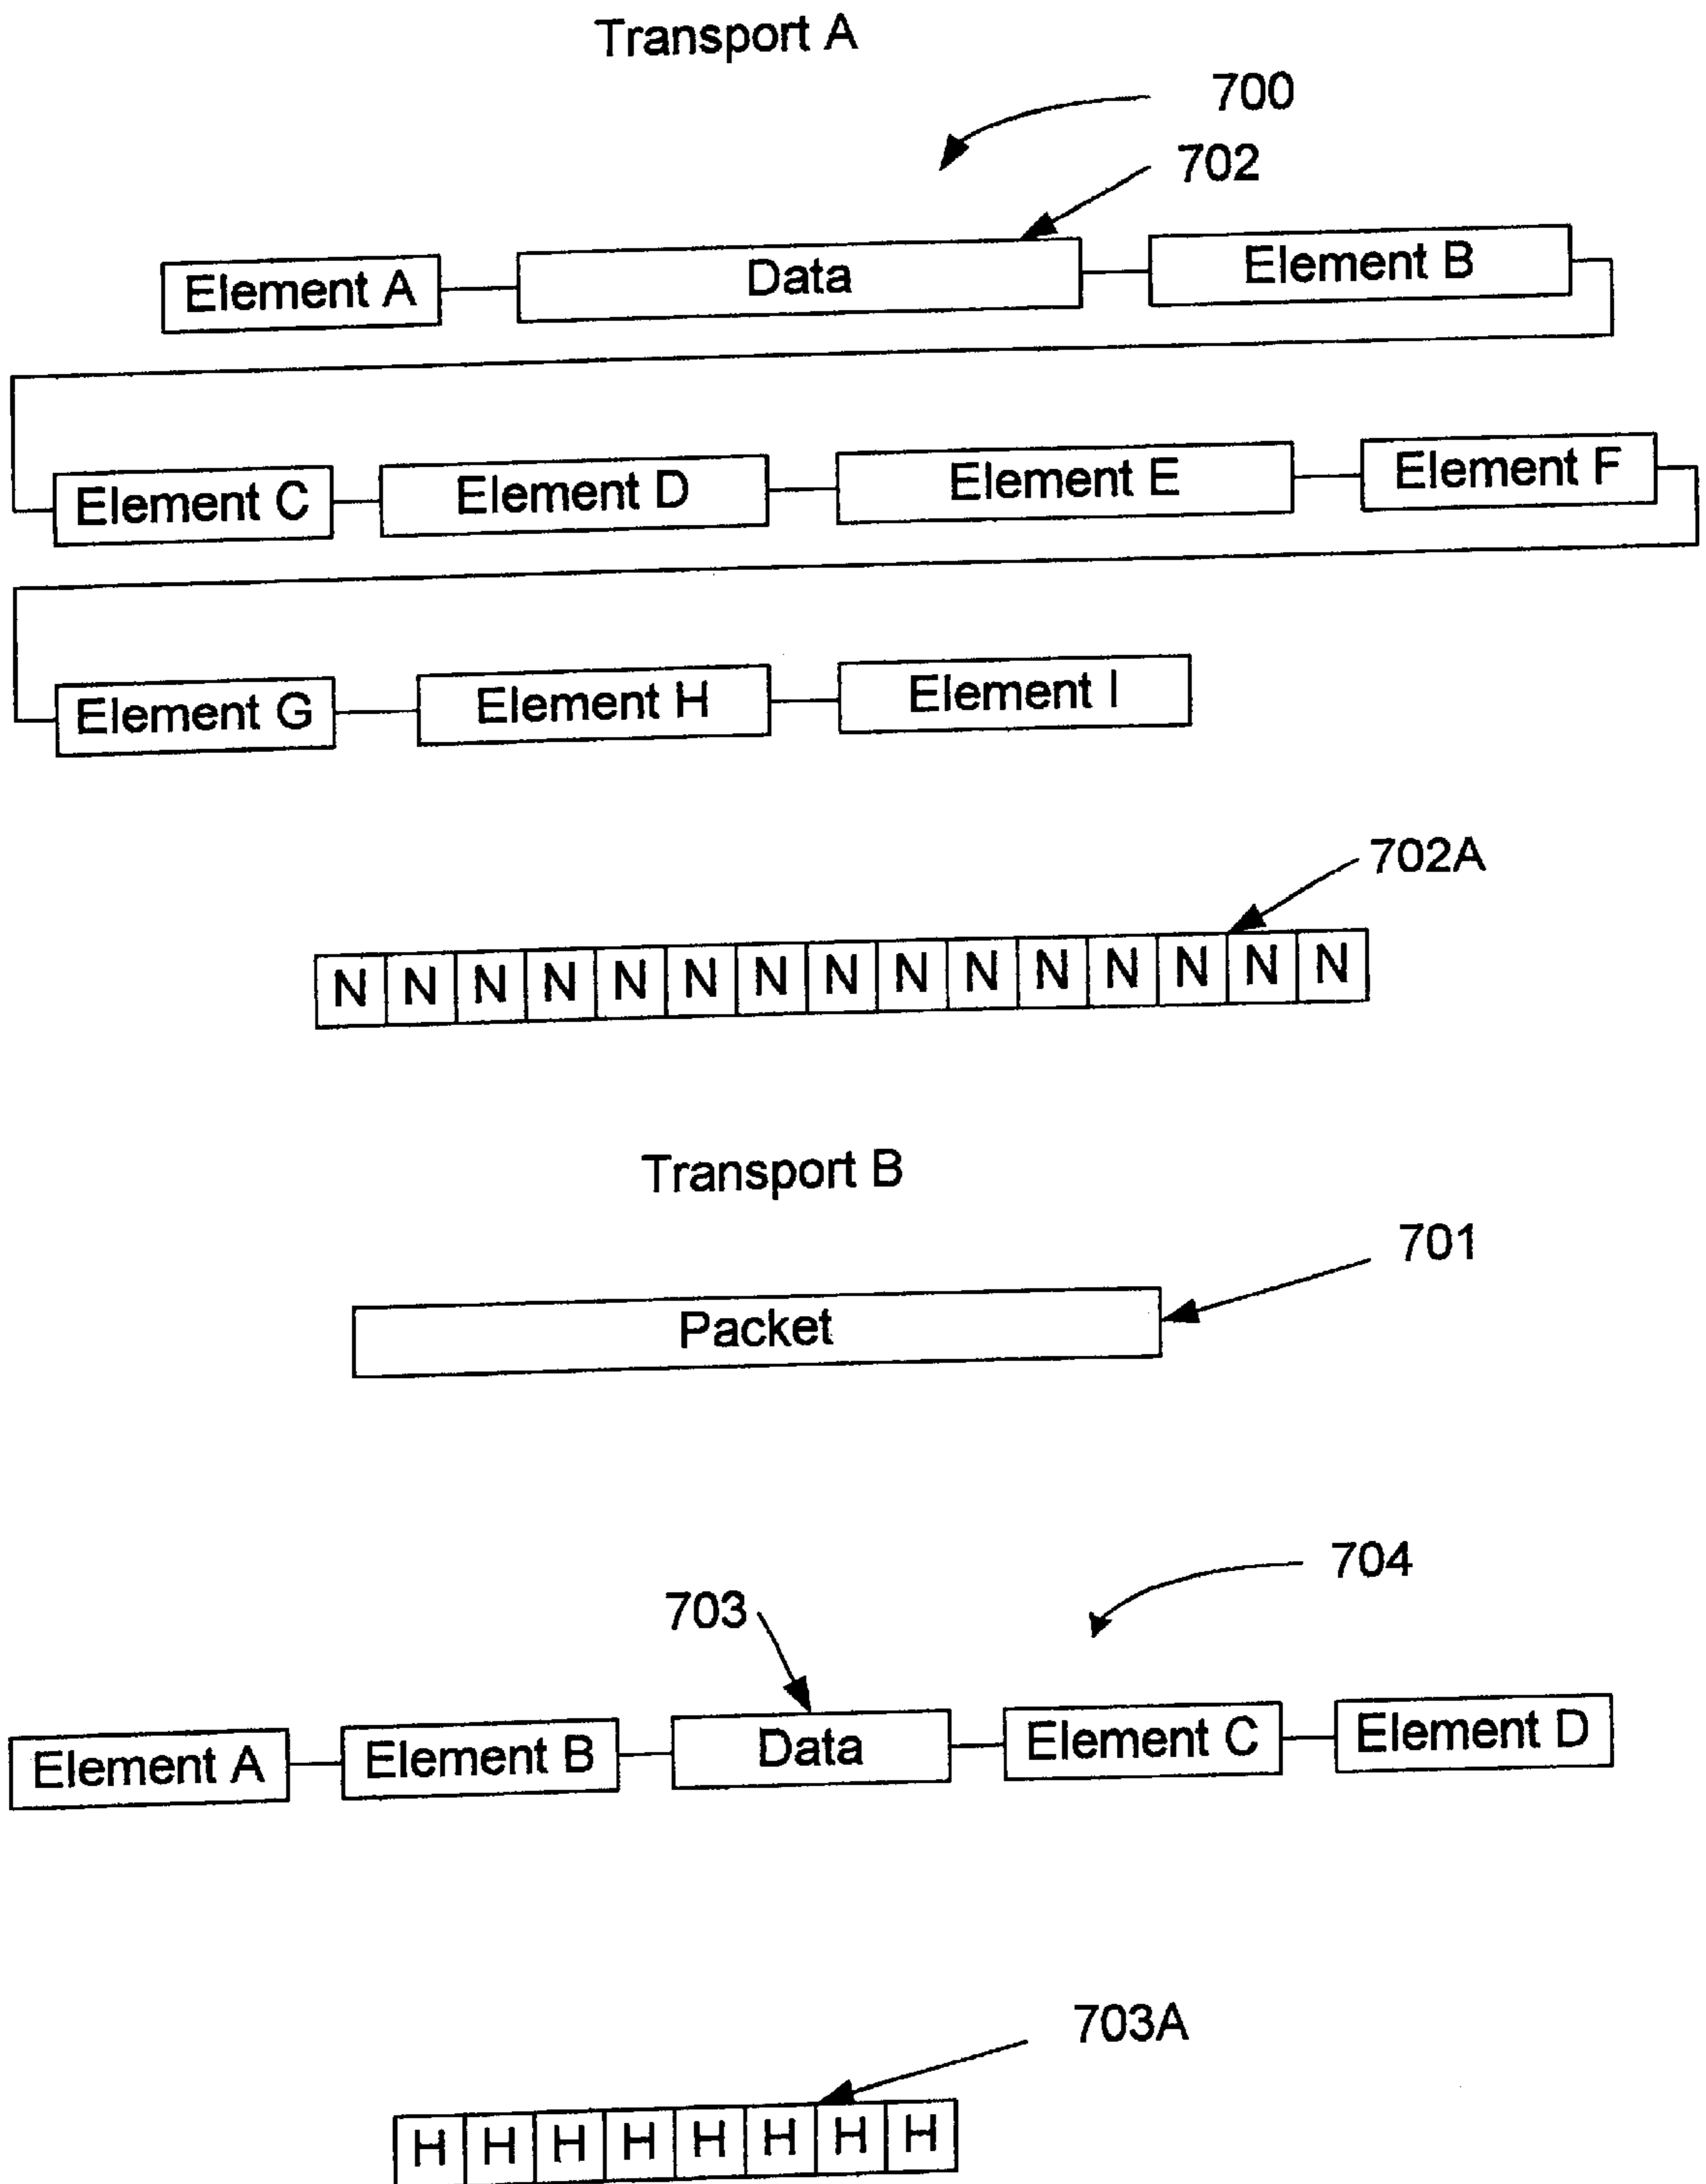 Transport A
700
702
Element A Data Element B
Element C Element D Element E Element F
Element G Element H Element I
702A
N N N N N N N N N N N N N N N
Transport B
701
Packet
704
703
Element A Element B Data Element C Element D
703A
H H H H H H H H